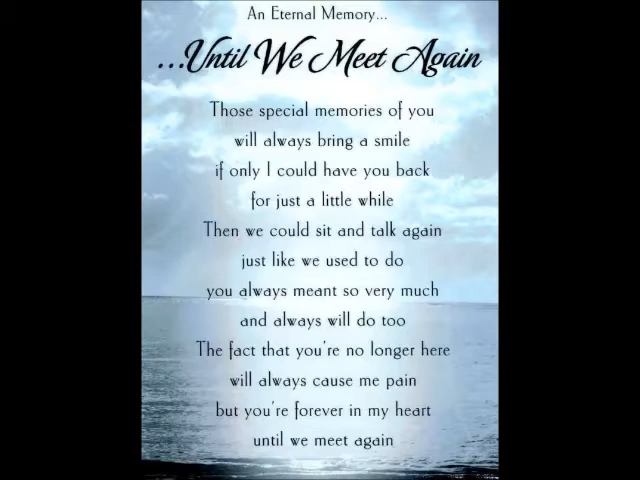 An Eternal Memory...
...Until We Meet Again
Those special memories of you
will always bring a smile
if only I could have you back
for just a little while
Then we could sit and talk again
just like we used to do
you always meant so very much
and always will do too
The fact that you're no longer here
will always cause me pain
but you're forever in my heart
until we meet again